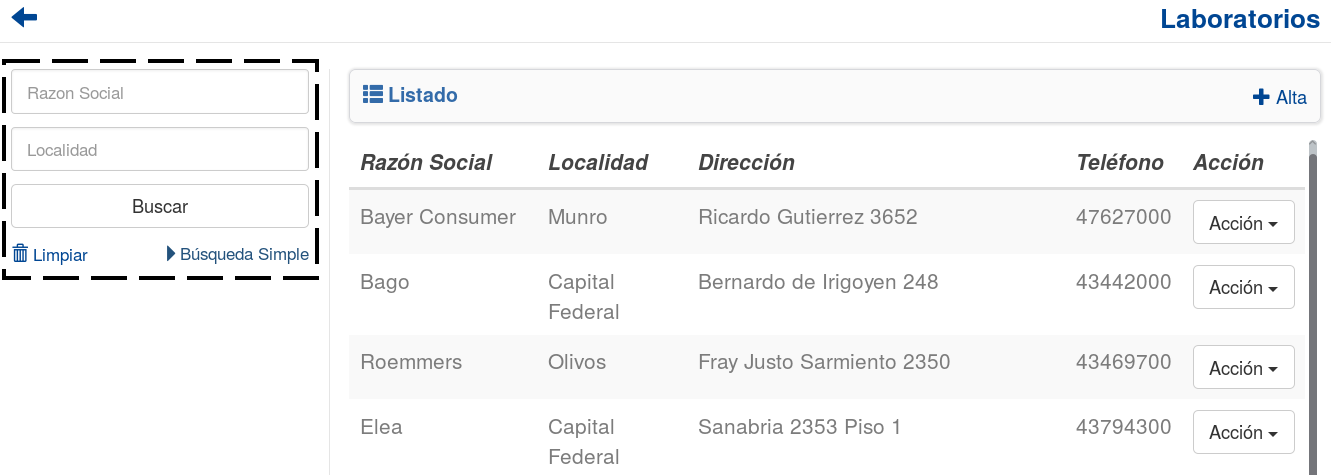 Laboratorios
Razon Social
Localidad
Buscar
Limpiar Búsqueda Simple
Listado Alta
Razón Social Localidad Dirección Teléfono Acción
Bayer Consumer Munro Ricardo Gutierrez 3652 47627000 Acción
Bago Capital Federal Bernardo de Irigoyen 248 43442000 Acción
Roemmers Olivos Fray Justo Sarmiento 2350 43469700 Acción
Elea Capital Federal Sanabria 2353 Piso 1 43794300 Acción